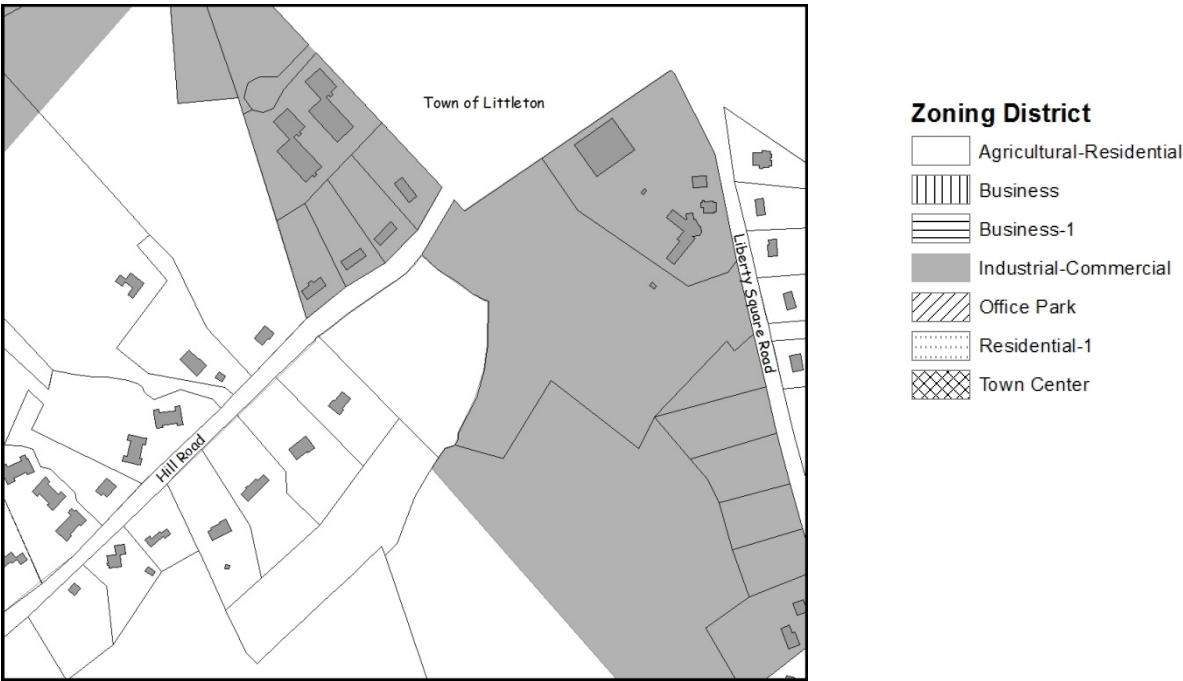 Town of Littleton
Liberty Square Road
Hill Road
Zoning District
Agricultural-Residential
Business
Business-1
Industrial-Commercial
Office Park
Residential-1
Town Center